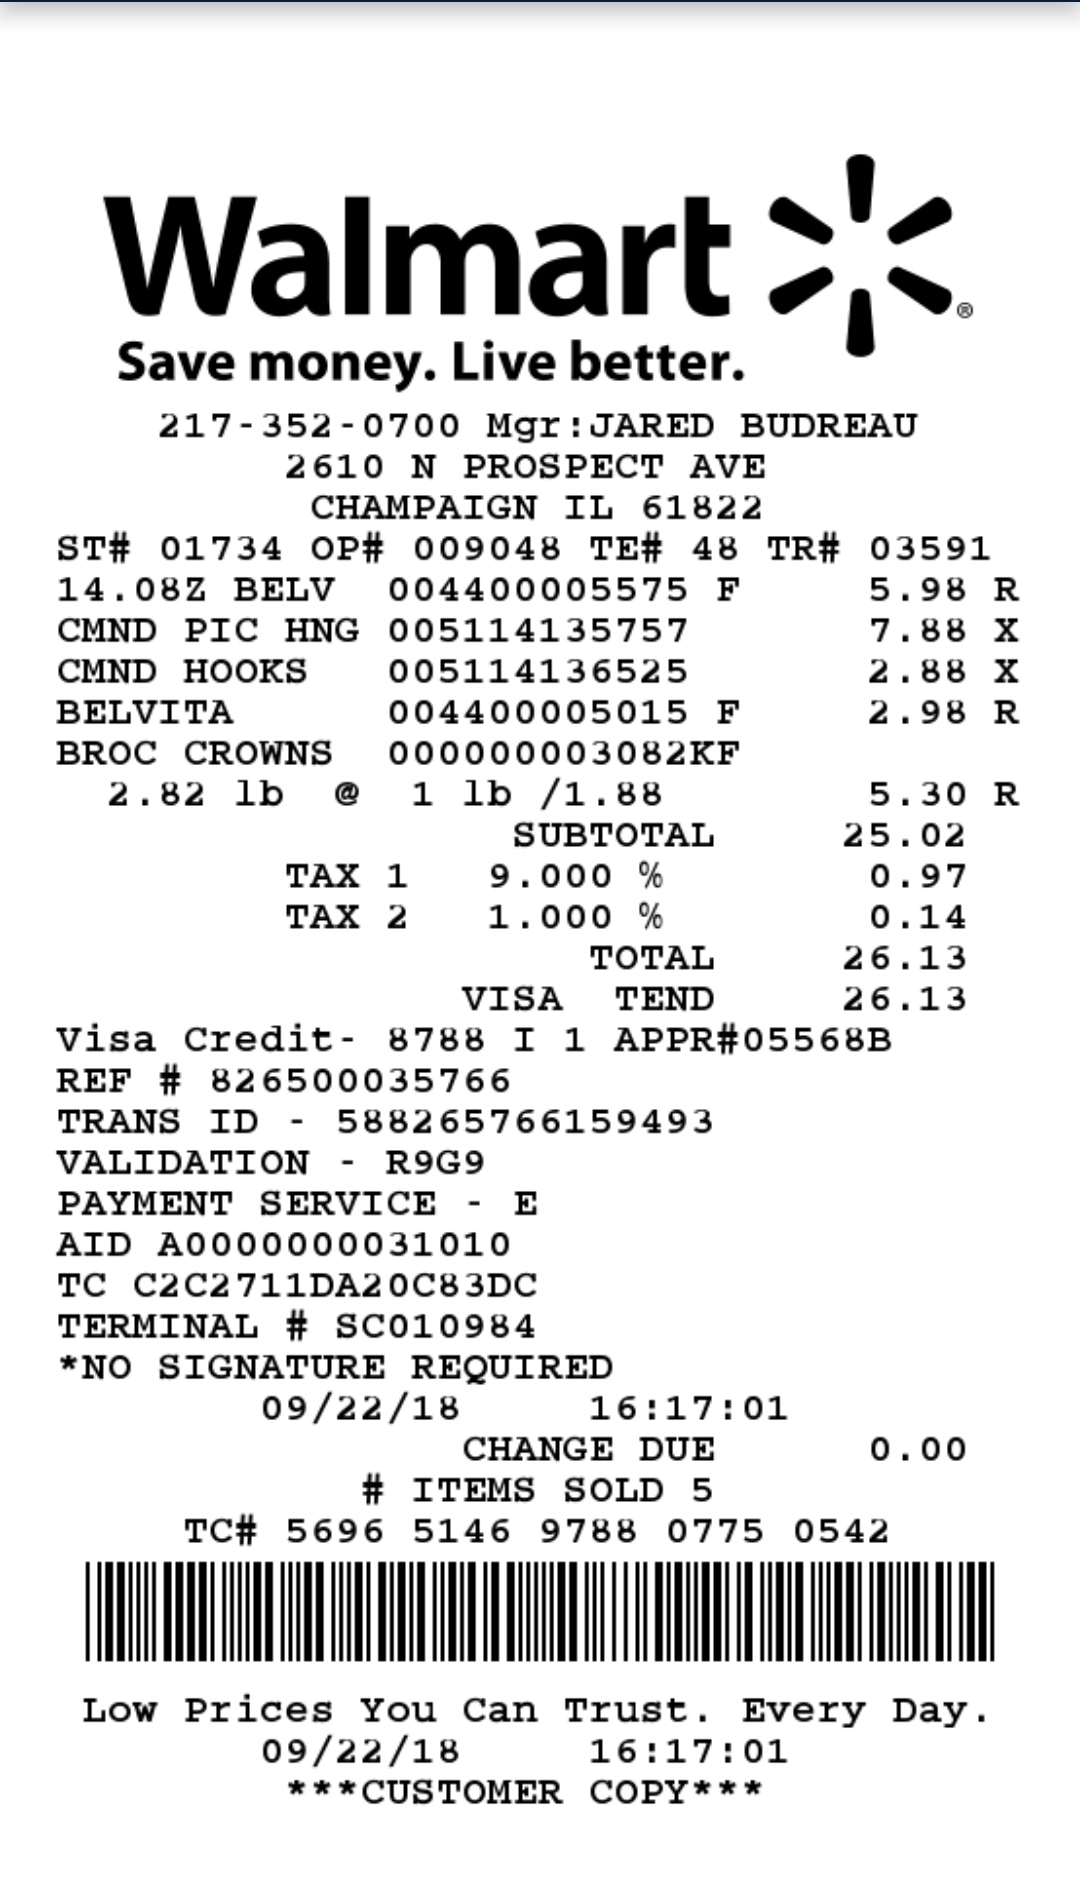 Walmart ®
Save money. Live better.
217-352-0700 Mgr:JARED BUDREAU
2610 N PROSPECT AVE
CHAMPAIGN IL 61822
ST# 01734 OP# 009048 TE# 48 TR# 03591
14.08Z BELV 004400005575 F 5.98 R
CMND PIC HNG 005114135757 7.88 X
CMND HOOKS 005114136525 2.88 X
BELVITA 004400005015 F 2.98 R
BROC CROWNS 000000003082KF
2.82 lb @ 1 lb /1.88 5.30 R
SUBTOTAL 25.02
TAX 1 9.000 % 0.97
TAX 2 1.000 % 0.14
TOTAL 26.13
VISA TEND 26.13
Visa Credit- 8788 I 1 APPR#05568B
REF # 826500035766
TRANS ID - 588265766159493
VALIDATION - R9G9
PAYMENT SERVICE - E
AID A0000000031010
TC C2C2711DA20C83DC
TERMINAL # SC010984
*NO SIGNATURE REQUIRED
09/22/18 16:17:01
CHANGE DUE 0.00
# ITEMS SOLD 5
TC# 5696 5146 9788 0775 0542
Low Prices You Can Trust. Every Day.
09/22/18 16:17:01
***CUSTOMER COPY***